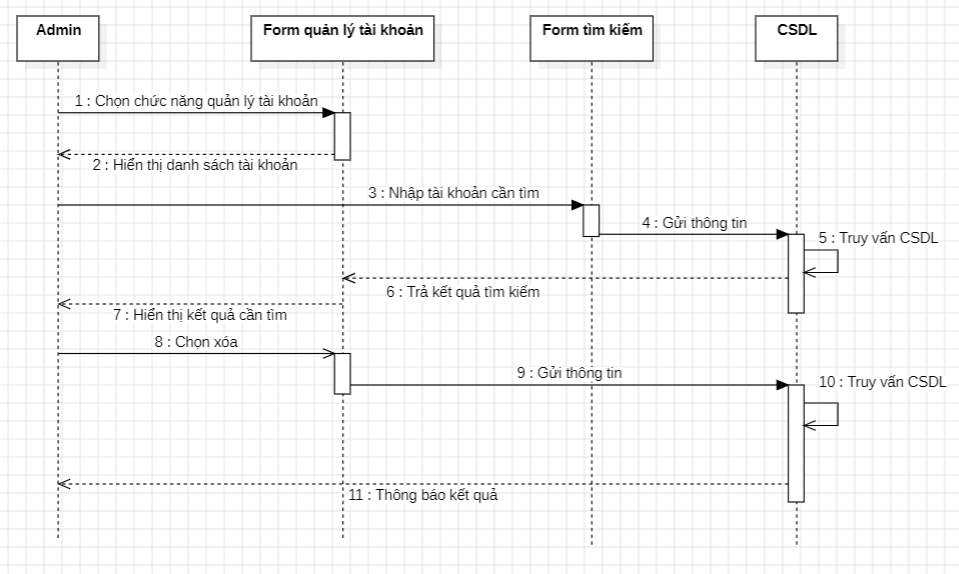 Admin
Form quản lý tài khoản
Form tìm kiếm
CSDL
1 : Chọn chức năng quản lý tài khoản
2 : Hiển thị danh sách tài khoản
3 : Nhập tài khoản cần tìm
4 : Gửi thông tin
5 : Truy vấn CSDL
6 : Trả kết quả tìm kiếm
7 : Hiển thị kết quả cần tìm
8 : Chọn xóa
9 : Gửi thông tin
10 : Truy vấn CSDL
11 : Thông báo kết quả